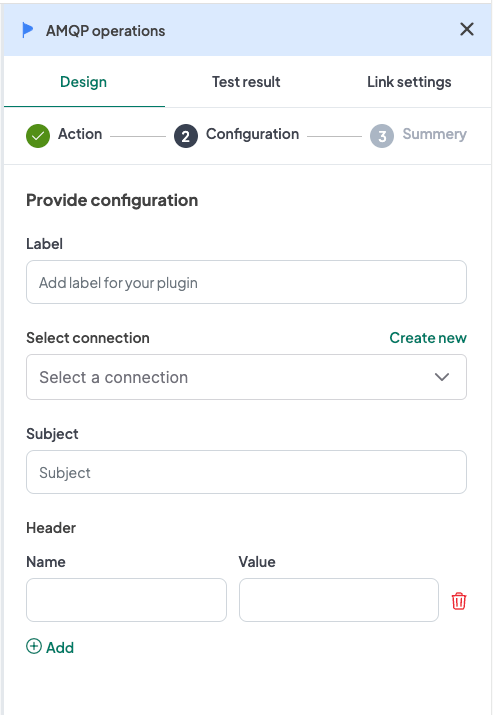 AMQP operations
Design Test result Link settings
Action 2 Configuration 3 Summery
Provide configuration
Label
Add label for your plugin
Select connection Create new
Select a connection
Subject
Subject
Header
Name Value
Add